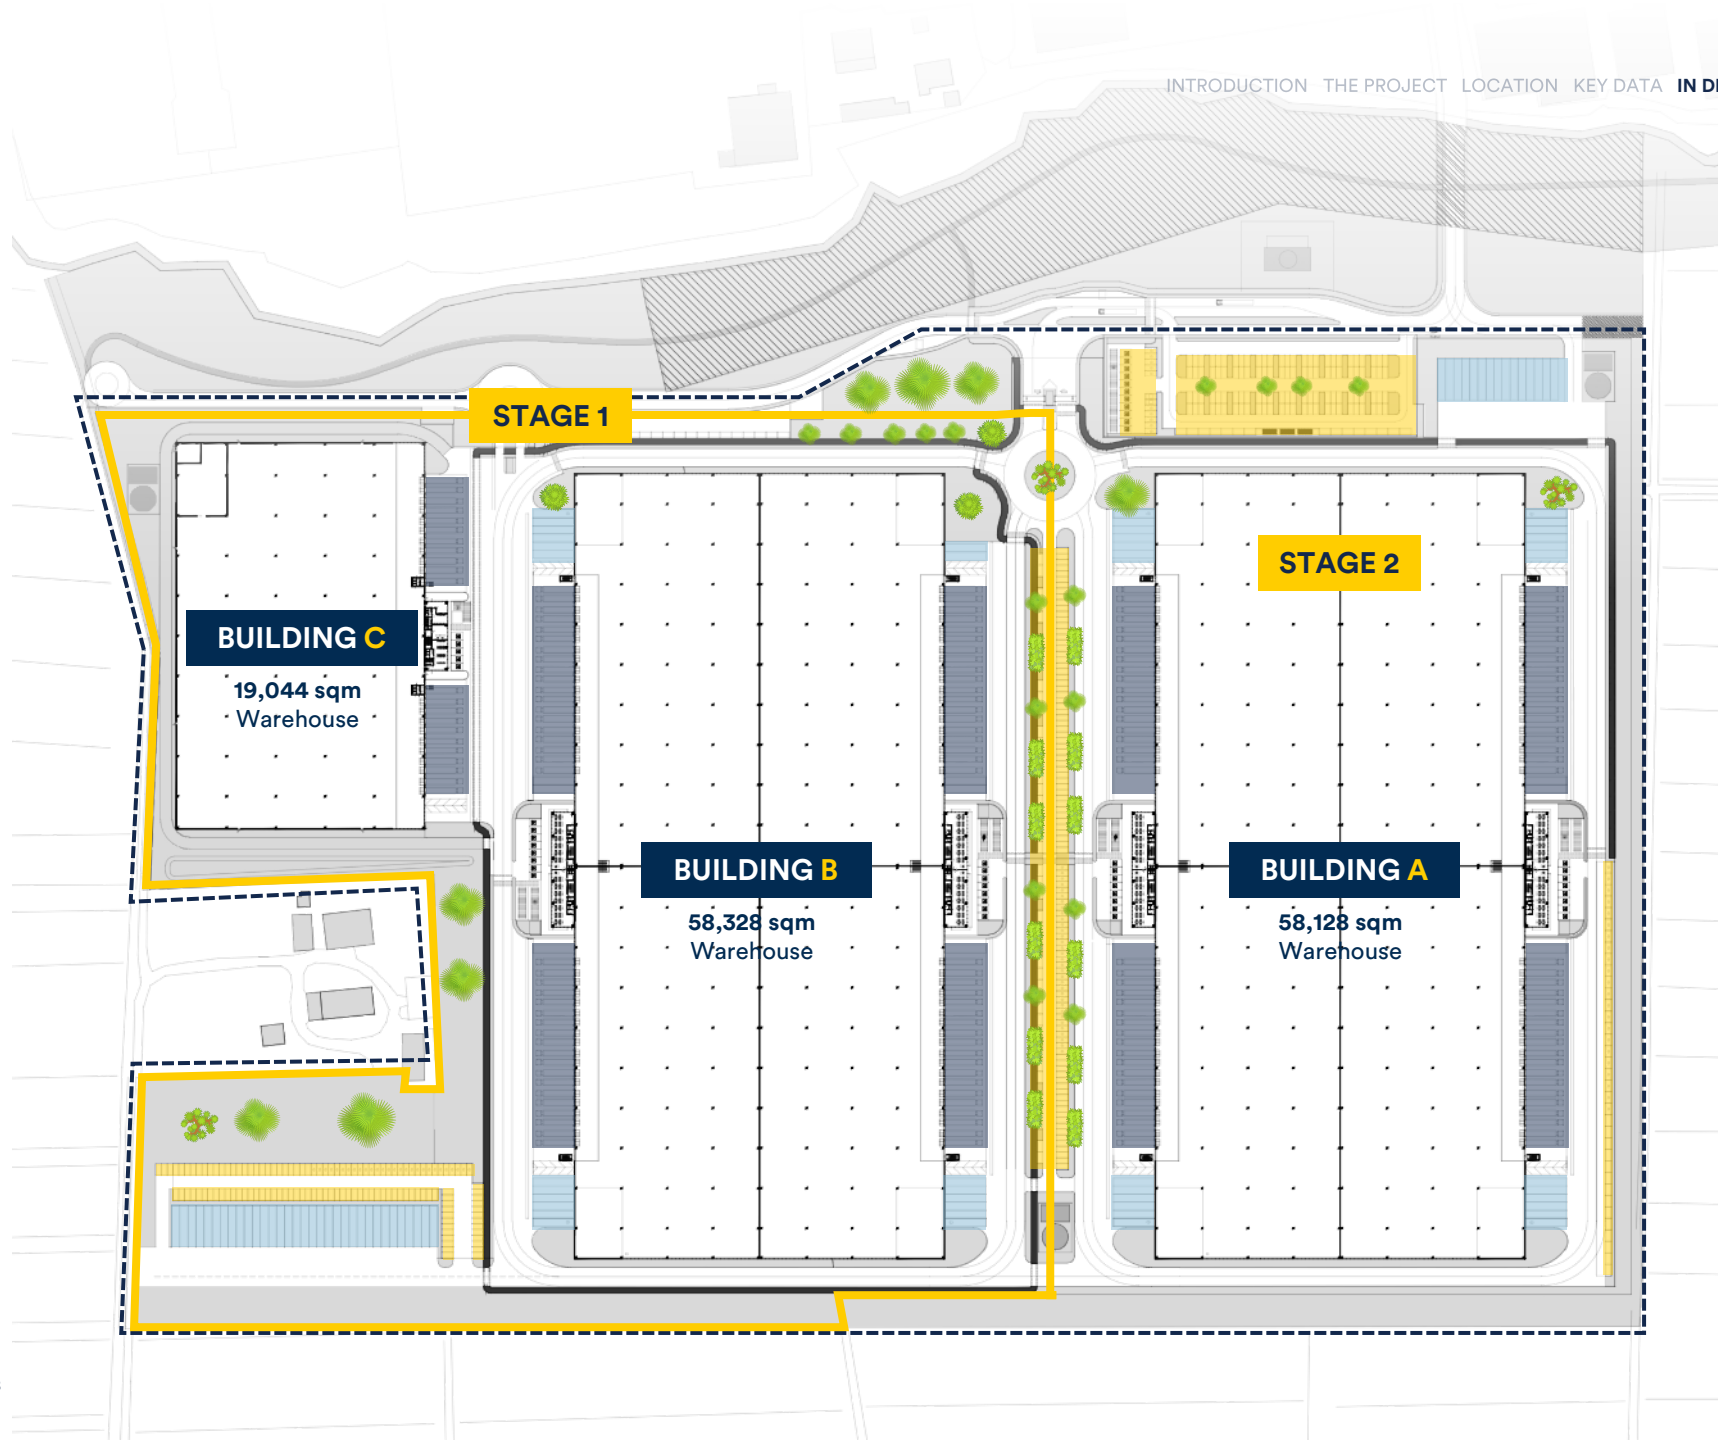 INTRODUCTION THE PROJECT LOCATION KEY DATA IN
STAGE 1
STAGE 2
BUILDING C
19,044 sqm
Warehouse
BUILDING B
58,328 sqm
Warehouse
BUILDING A
58,128 sqm
Warehouse